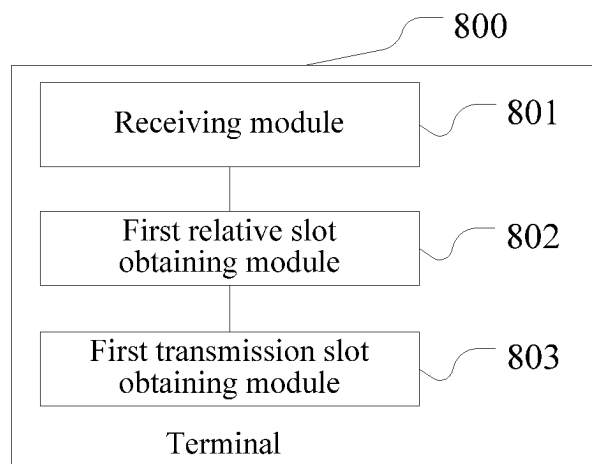 800
Receiving module
801
First relative slot
obtaining module
802
First transmission slot
obtaining module
803
Terminal